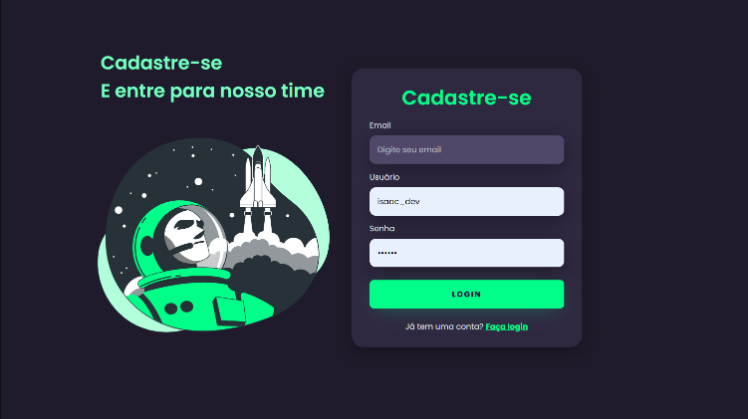 Cadastre-se
E entre para nosso time
Cadastre-se
Email
Digite seu email
Usuário
isaac_dev
Senha
••••••
LOGIN
Já tem uma conta? Faça login